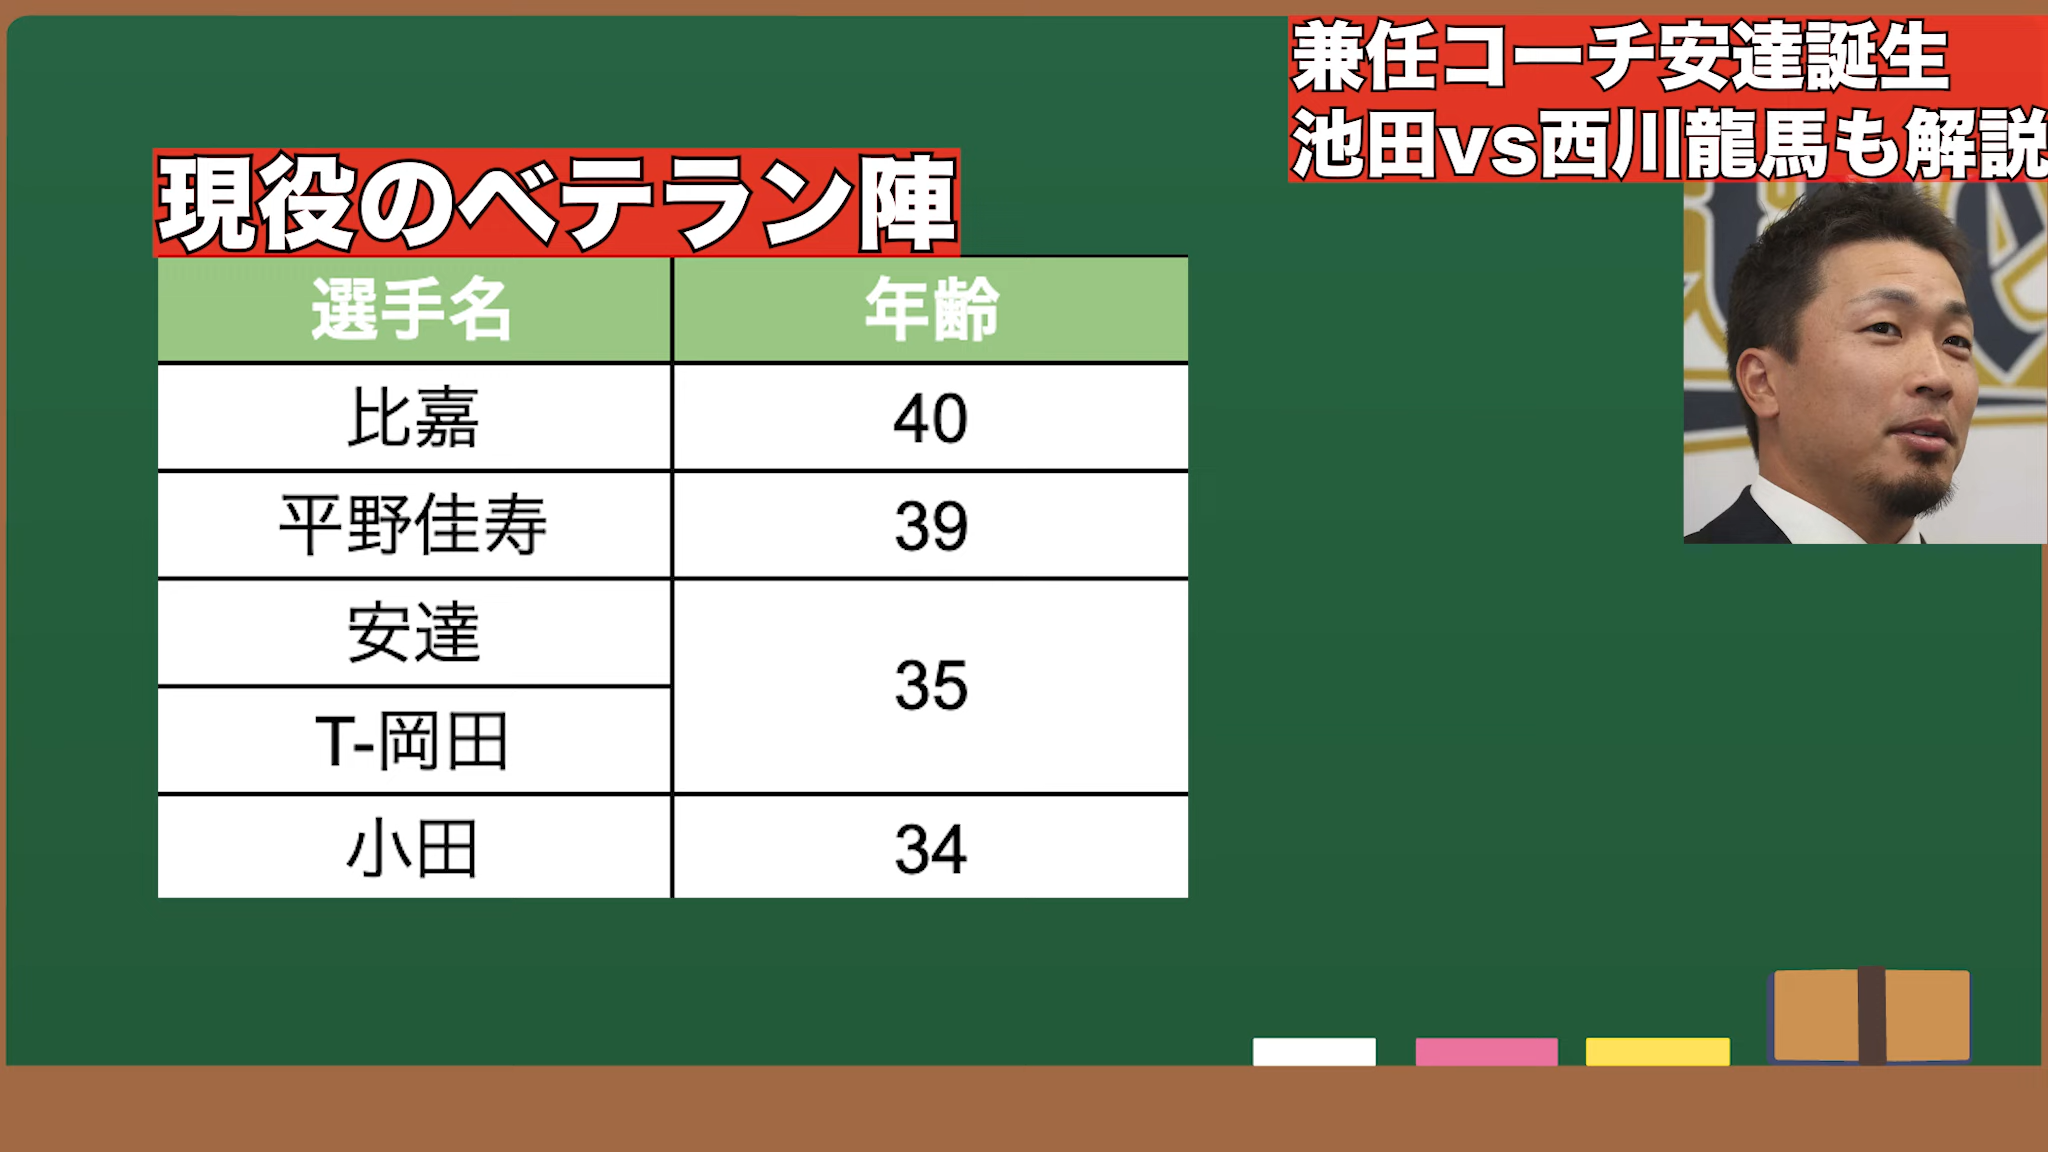 兼任コーチ安達誕生
池田vs西川龍馬も解説
現役のベテラン陣
選手名 年齢
比嘉 40
平野佳寿 39
安達 35
T-岡田
小田 34